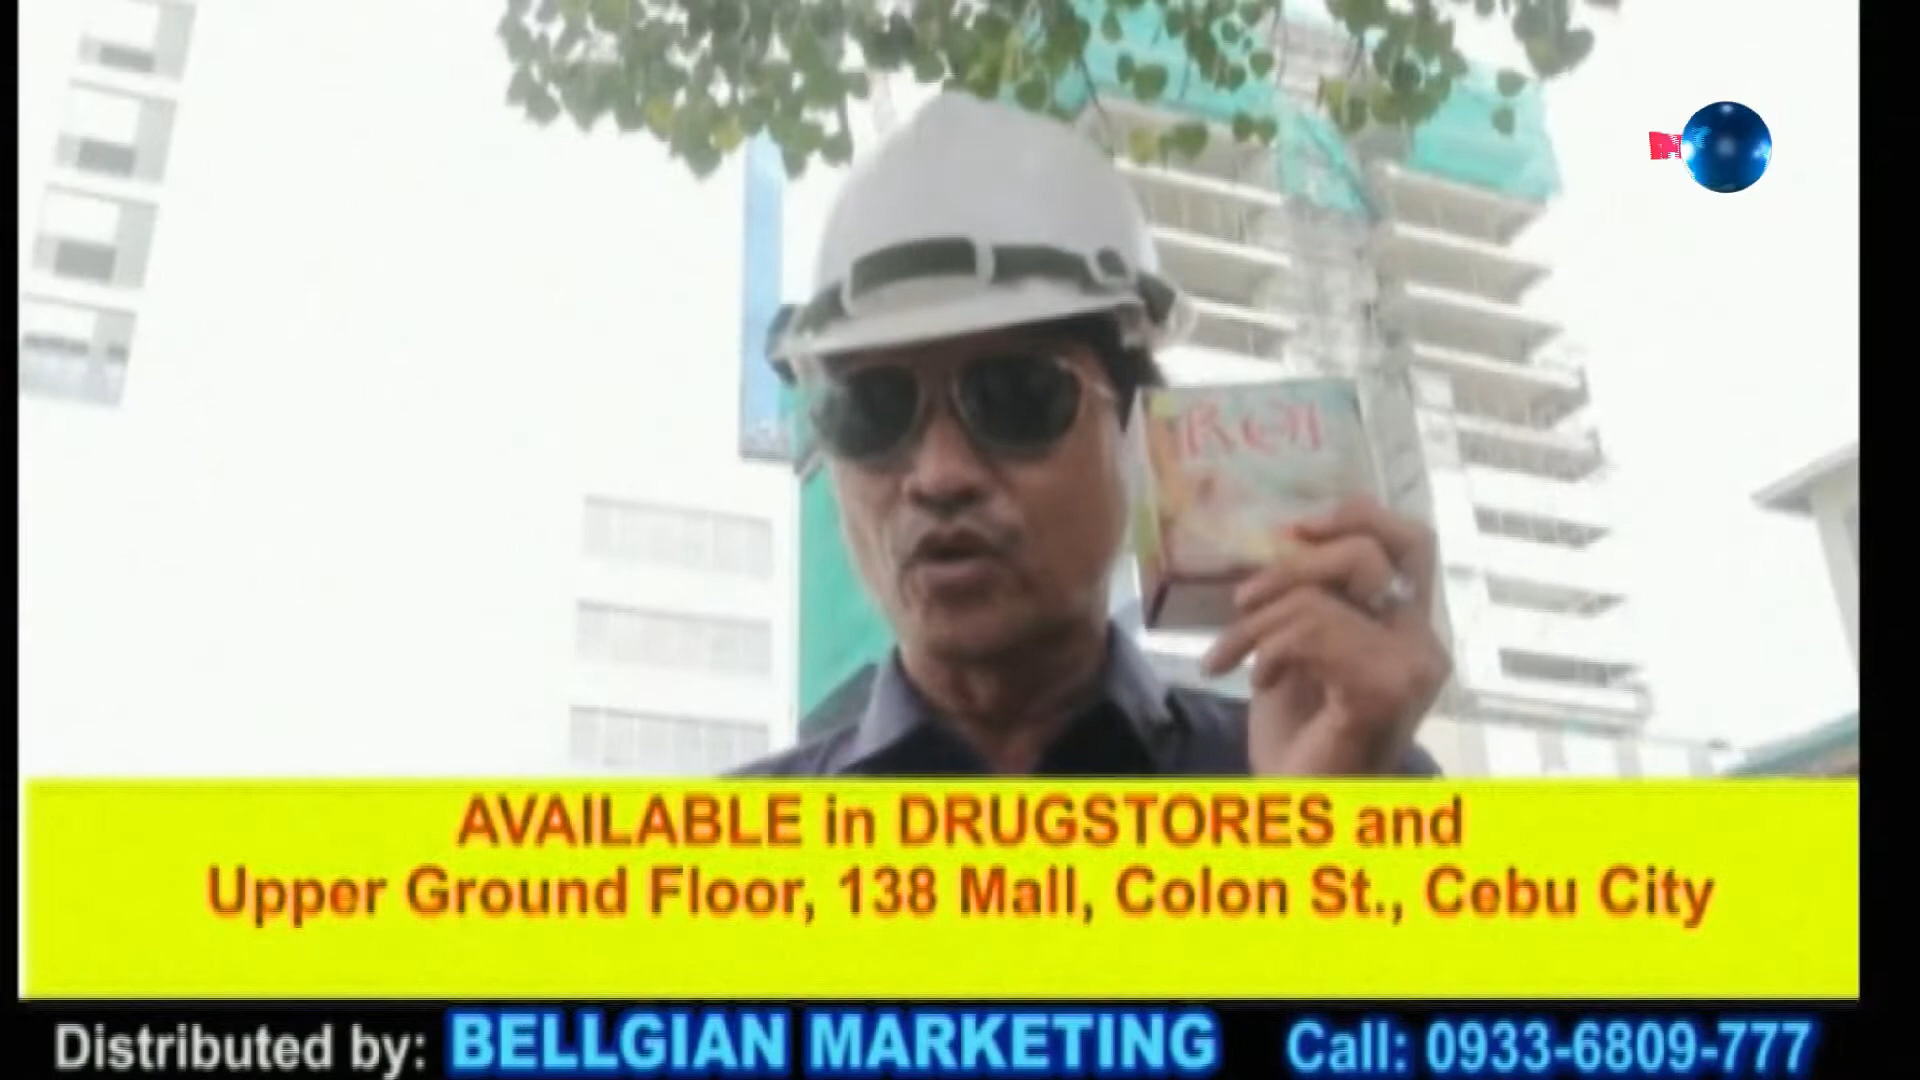 AVAILABLE in DRUGSTORES and
Upper Ground Floor, 138 Mall, Colon St., Cebu City
Distributed by: BELLGIAN MARKETING Call: 0933-6809-777